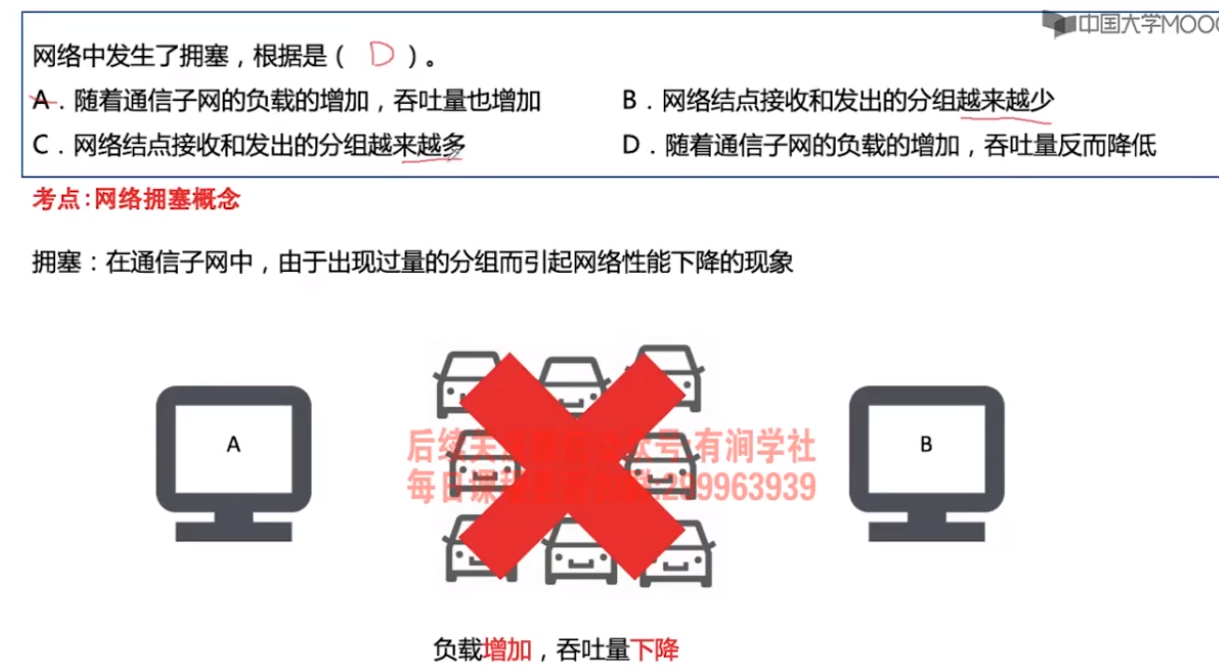 中国大学MOOC
网络中发生了拥塞，根据是（ D ）。
A．随着通信子网的负载的增加，吞吐量也增加 B．网络结点接收和发出的分组越来越少
C．网络结点接收和发出的分组越来越多 D．随着通信子网的负载的增加，吞吐量反而降低
考点:网络拥塞概念
拥塞：在通信子网中，由于出现过量的分组而引起网络性能下降的现象
A
B
后续 号:有涧学社
每日课程 299963939
负载增加，吞吐量下降